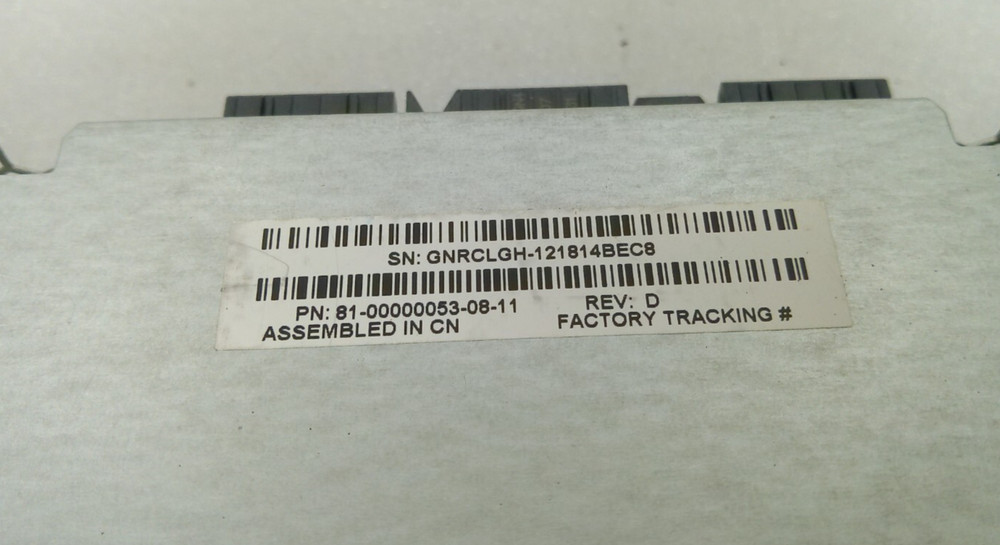 SN: GNRCLGH-121814BEC8
PN: 81-00000053-08-11 REV: D
ASSEMBLED IN CN FACTORY TRACKING #